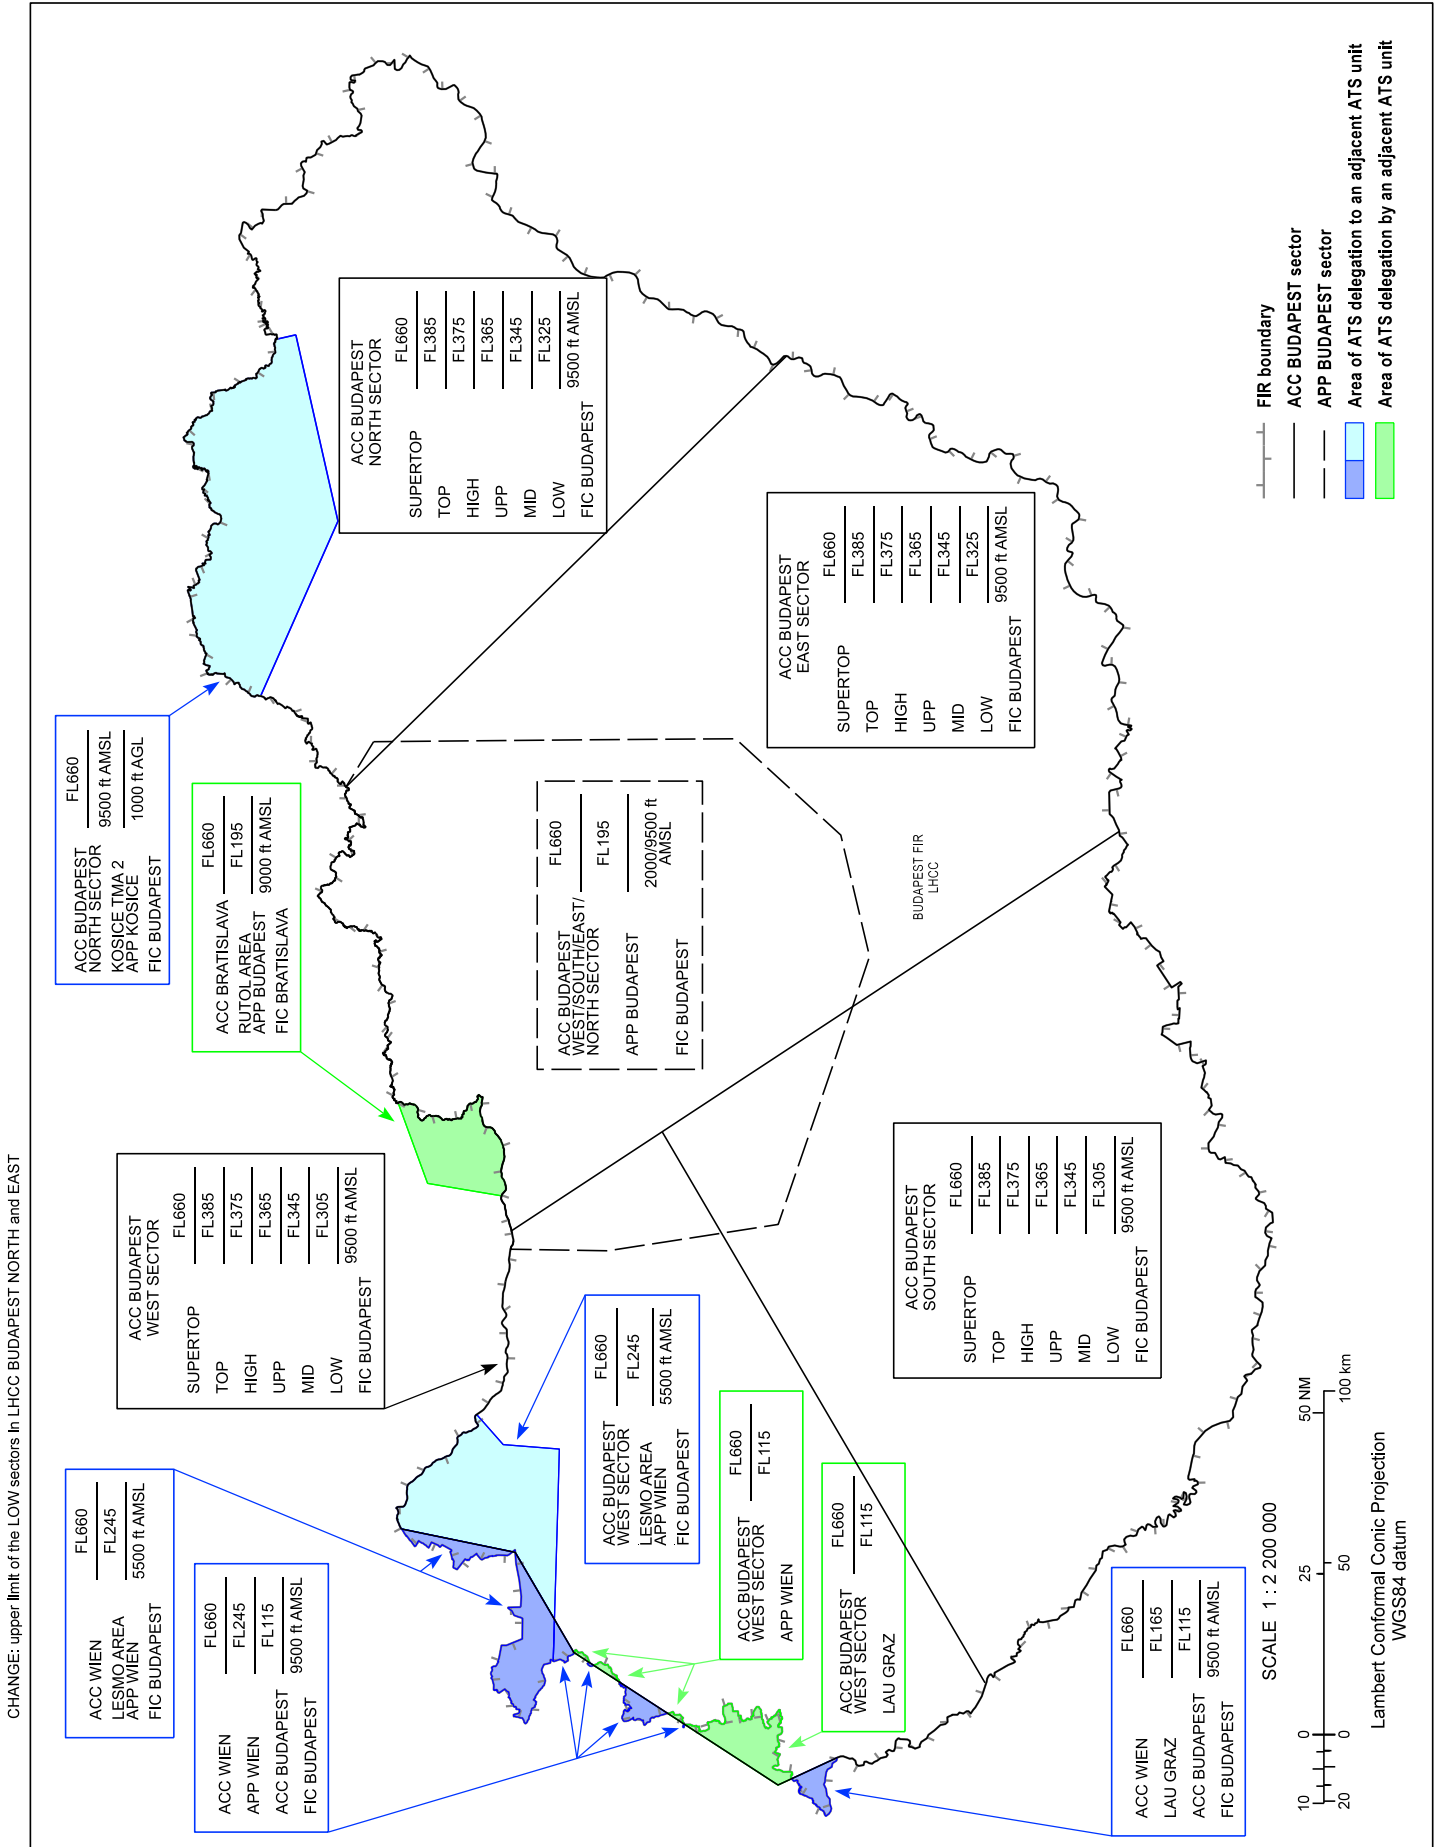 CHANGE: upper limit of the LOW sectors in LHCC BUDAPEST NORTH and EAST
ACC BUDAPEST
NORTH SECTOR
FL660
9500 ft AMSL
KOSICE TMA 2
APP KOSICE
1000 ft AGL
FIC BUDAPEST
ACC BRATISLAVA
FL660
FL195
RUTOL AREA
APP BUDAPEST
9000 ft AMSL
FIC BRATISLAVA
ACC BUDAPEST
NORTH SECTOR
FL660
SUPERTOP
FL385
TOP
FL375
HIGH
FL365
UPP
FL345
MID
FL325
LOW
9500 ft AMSL
FIC BUDAPEST
ACC BUDAPEST
WEST SECTOR
FL660
SUPERTOP
FL385
TOP
FL375
HIGH
FL365
UPP
FL345
MID
FL305
LOW
9500 ft AMSL
FIC BUDAPEST
ACC BUDAPEST
WEST/SOUTH/EAST/
NORTH SECTOR
FL660
FL195
APP BUDAPEST
2000/9500 ft
AMSL
FIC BUDAPEST
ACC BUDAPEST
EAST SECTOR
FL660
SUPERTOP
FL385
TOP
FL375
HIGH
FL365
UPP
FL345
MID
FL325
LOW
9500 ft AMSL
FIC BUDAPEST
BUDAPEST FIR
LHCC
ACC WIEN
FL660
FL245
LESMO AREA
APP WIEN
5500 ft AMSL
FIC BUDAPEST
ACC WIEN
FL660
FL245
APP WIEN
FL115
ACC BUDAPEST
9500 ft AMSL
FIC BUDAPEST
ACC BUDAPEST
WEST SECTOR
FL660
FL245
LESMO AREA
APP WIEN
5500 ft AMSL
FIC BUDAPEST
ACC BUDAPEST
WEST SECTOR
FL660
FL115
APP WIEN
ACC BUDAPEST
WEST SECTOR
FL660
FL115
LAU GRAZ
ACC BUDAPEST
SOUTH SECTOR
FL660
SUPERTOP
FL385
TOP
FL375
HIGH
FL365
UPP
FL345
MID
FL305
LOW
9500 ft AMSL
FIC BUDAPEST
ACC WIEN
FL660
FL165
LAU GRAZ
FL115
ACC BUDAPEST
9500 ft AMSL
FIC BUDAPEST
FIR boundary
ACC BUDAPEST sector
APP BUDAPEST sector
Area of ATS delegation to an adjacent ATS unit
Area of ATS delegation by an adjacent ATS unit
SCALE 1 : 2 200 000
10 0 25 50 NM
20 0 50 100 km
Lambert Conformal Conic Projection
WGS84 datum